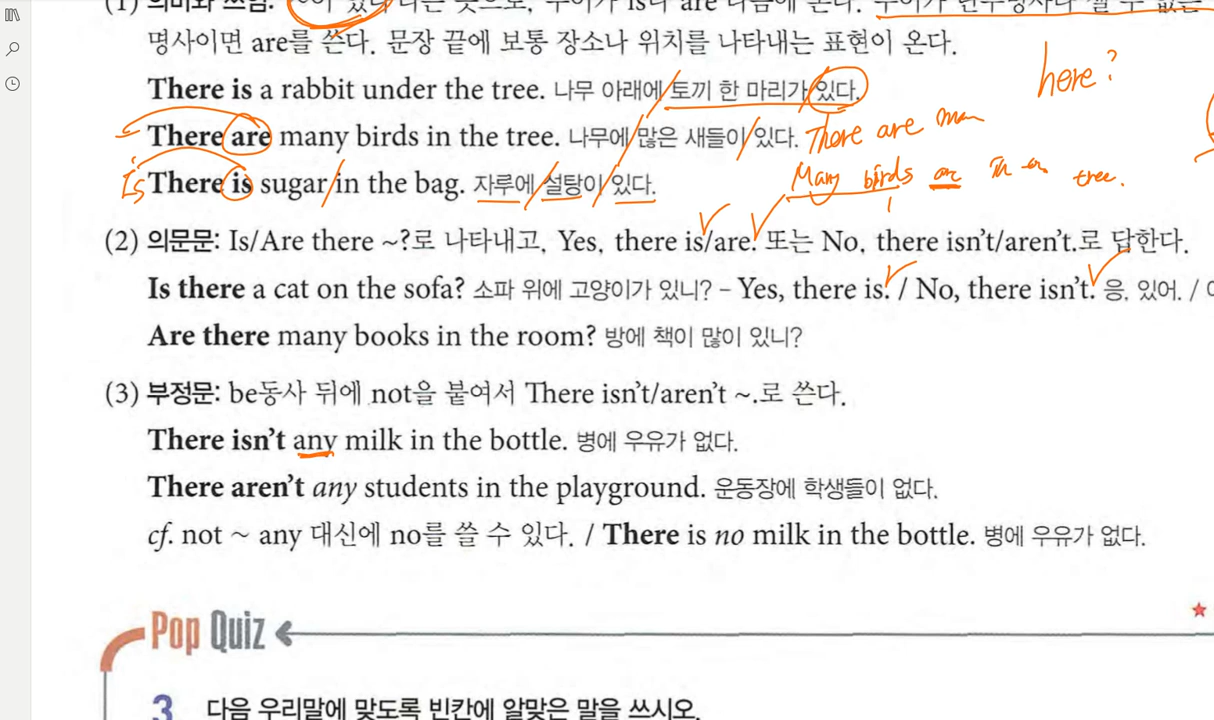 명사이면 are를 쓴다. 문장 끝에 보통 장소나 위치를 나타내는 표현이 온다.
here?
There is a rabbit under the tree. 나무 아래에 토끼 한 마리가 있다.
There are many birds in the tree. 나무에 많은 새들이 있다. There are
Is There is sugar in the bag. 자루에 설탕이 있다. Many birds are in tree.
(2) 의문문: Is/Are there ~?로 나타내고, Yes, there is/are. 또는 No, there isn't/aren't.로 답한다.
Is there a cat on the sofa? 소파 위에 고양이가 있니? – Yes, there is. / No, there isn't. 응, 있어. /
Are there many books in the room? 방에 책이 많이 있니?
(3) 부정문: be동사 뒤에 not을 붙여서 There isn't/aren't ~.로 쓴다.
There isn't any milk in the bottle. 병에 우유가 없다.
There aren't any students in the playground. 운동장에 학생들이 없다.
cf. not ~ any 대신에 no를 쓸 수 있다. / There is no milk in the bottle. 병에 우유가 없다.
Pop Quiz
3 다음 우리말에 맞도록 빈칸에 알맞은 말을 쓰시오.